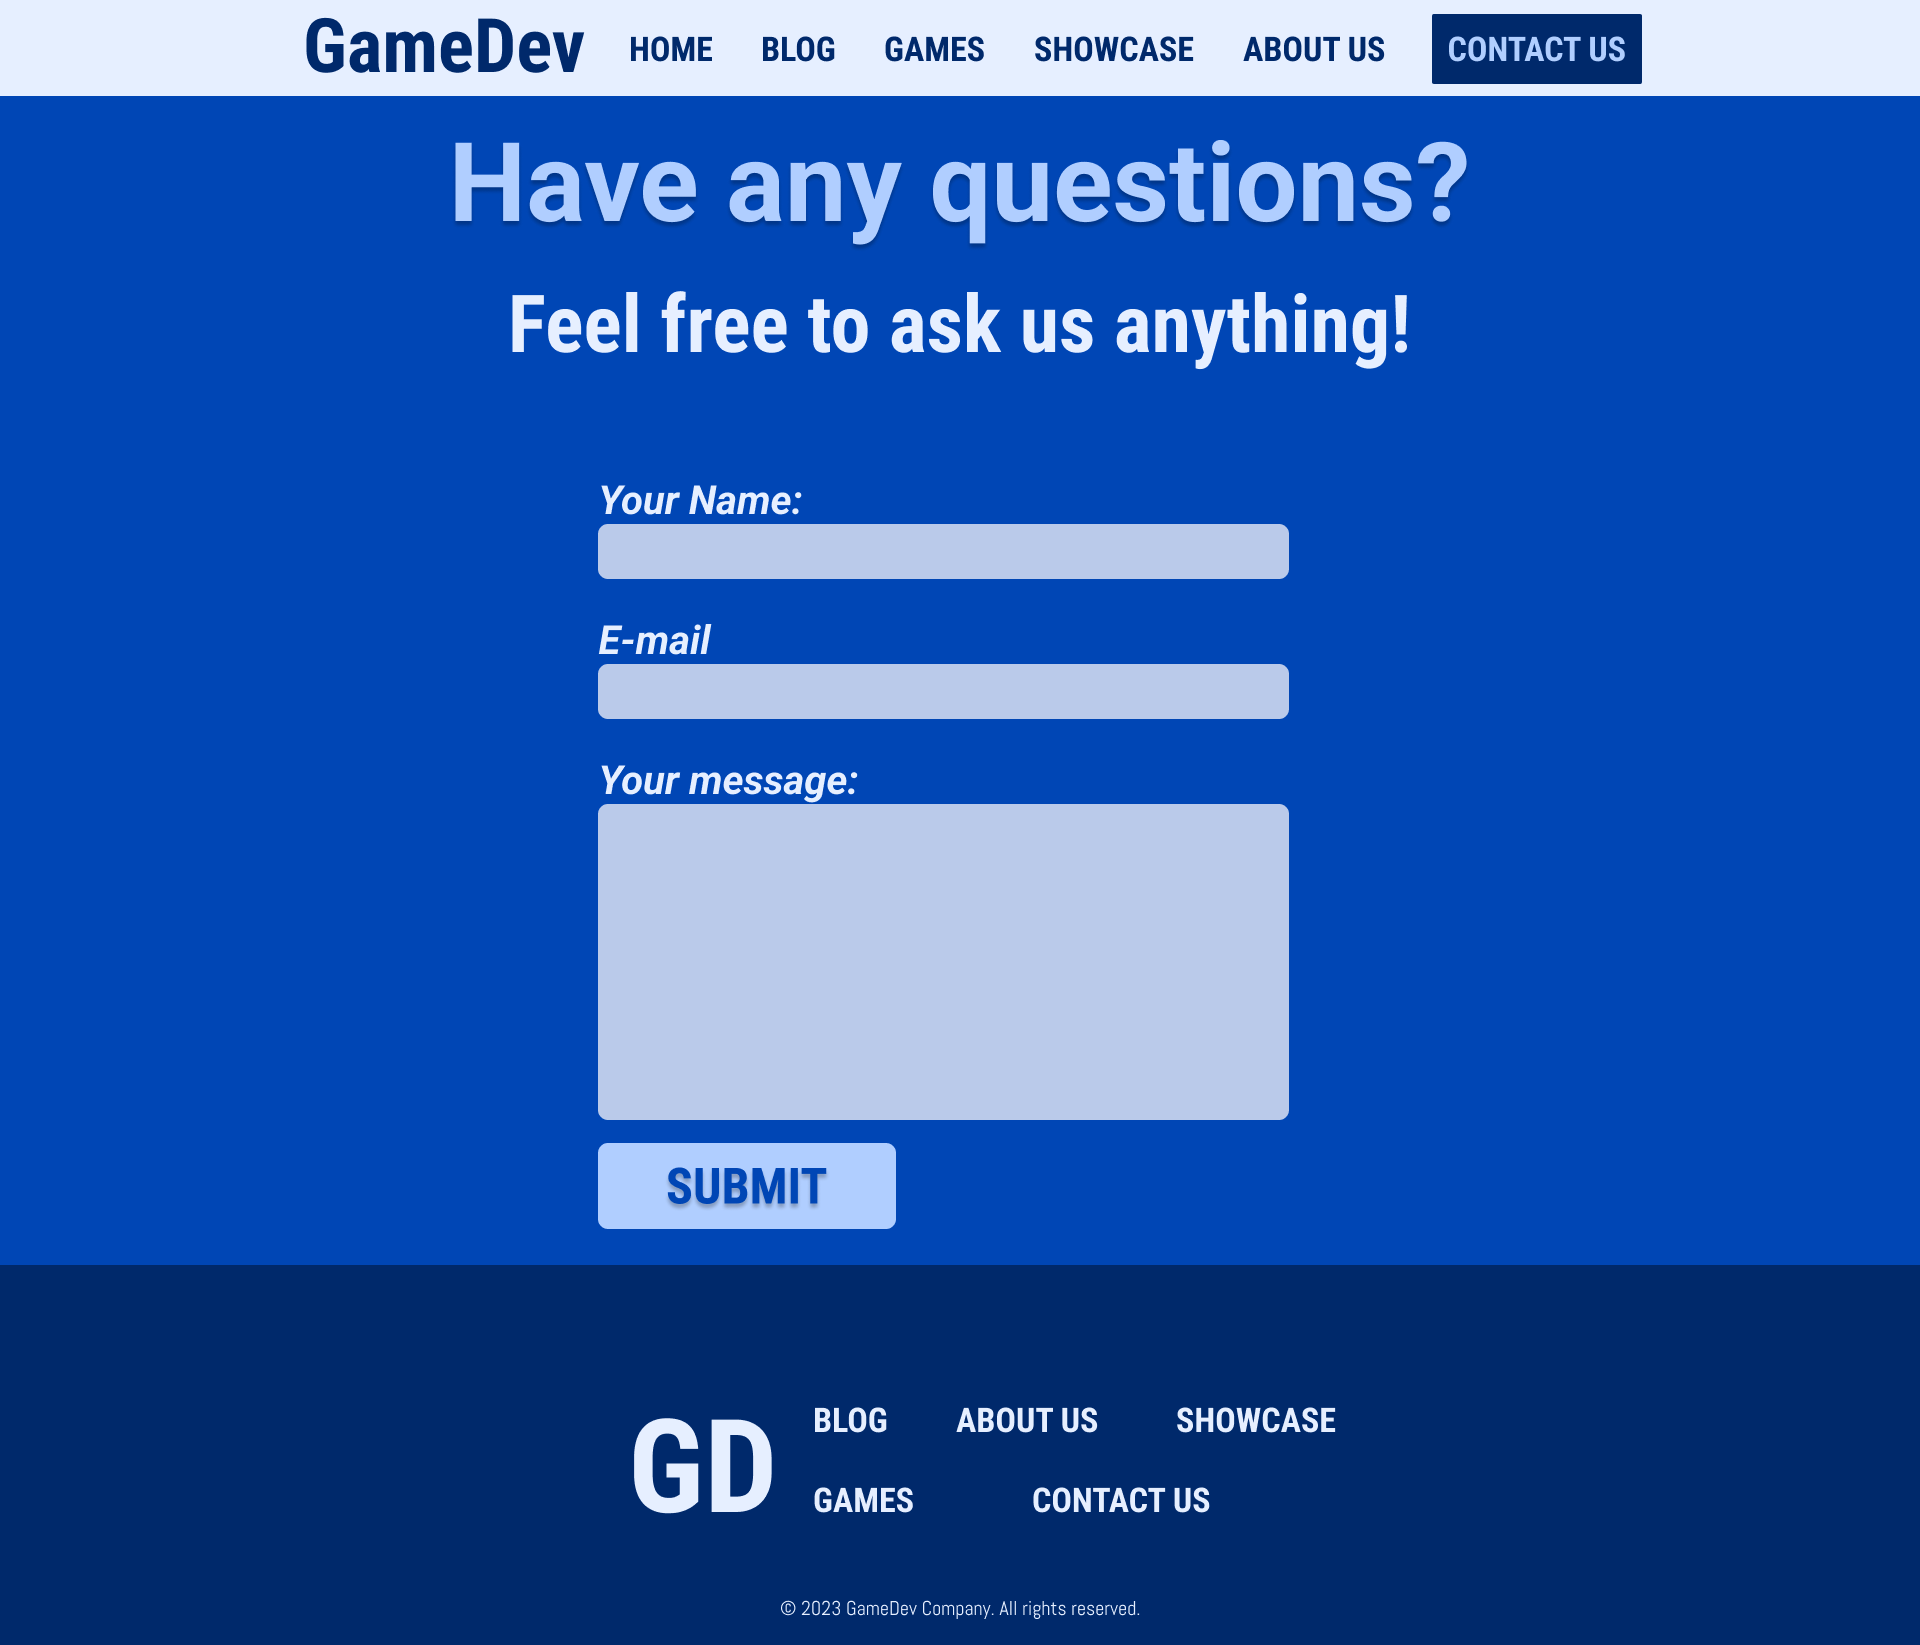 GameDev HOME BLOG GAMES SHOWCASE ABOUT US CONTACT US
Have any questions?
Feel free to ask us anything!
Your Name:
E-mail
Your message:
SUBMIT
GD
BLOG ABOUT US SHOWCASE
GAMES CONTACT US
© 2023 GameDev Company. All rights reserved.